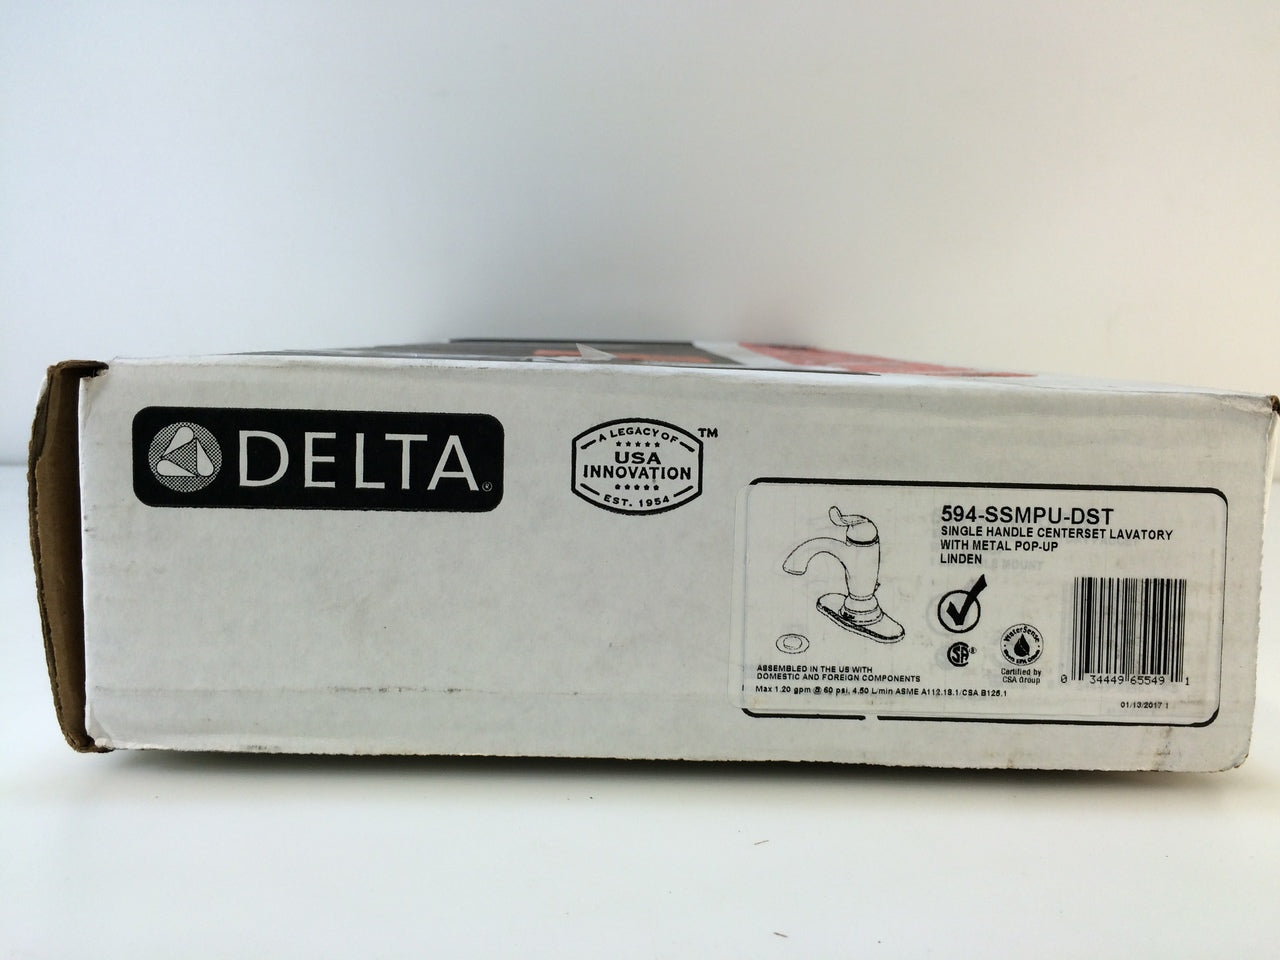 DELTA®
A LEGACY OF
USA
INNOVATION
EST. 1954
™
594-SSMPU-DST
SINGLE HANDLE CENTERSET LAVATORY
WITH METAL POP-UP
LINDEN
WaterSense
Certified by
CSA Group
ASSEMBLED IN THE US WITH
DOMESTIC AND FOREIGN COMPONENTS
Max 1.20 gpm @ 60 psi, 4.50 L/min ASME A112.18.1/CSA B125.1
0 34449 65549 1
01/13/2017 1